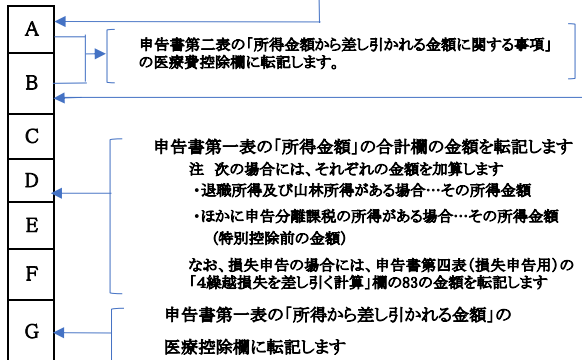 A
申告書第二表の「所得金額から差し引かれる金額に関する事項」
の医療費控除欄に転記します。
B
C
申告書第一表の「所得金額」の合計欄の金額を転記します
注 次の場合には、それぞれの金額を加算します
D
・退職所得及び山林所得がある場合…その所得金額
・ほかに申告分離課税の所得がある場合…その所得金額
E
(特別控除前の金額)
F
なお、損失申告の場合には、申告書第四表(損失申告用)の
「4繰越損失を差し引く計算」欄の83の金額を転記します
G
申告書第一表の「所得から差し引かれる金額」の
医療控除欄に転記します